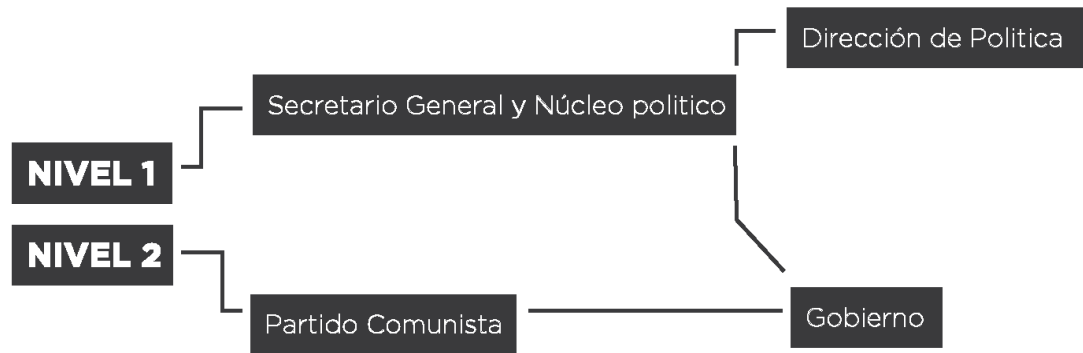 Dirección de Politica
Secretario General y Núcleo politico
NIVEL 1
NIVEL 2
Partido Comunista
Gobierno